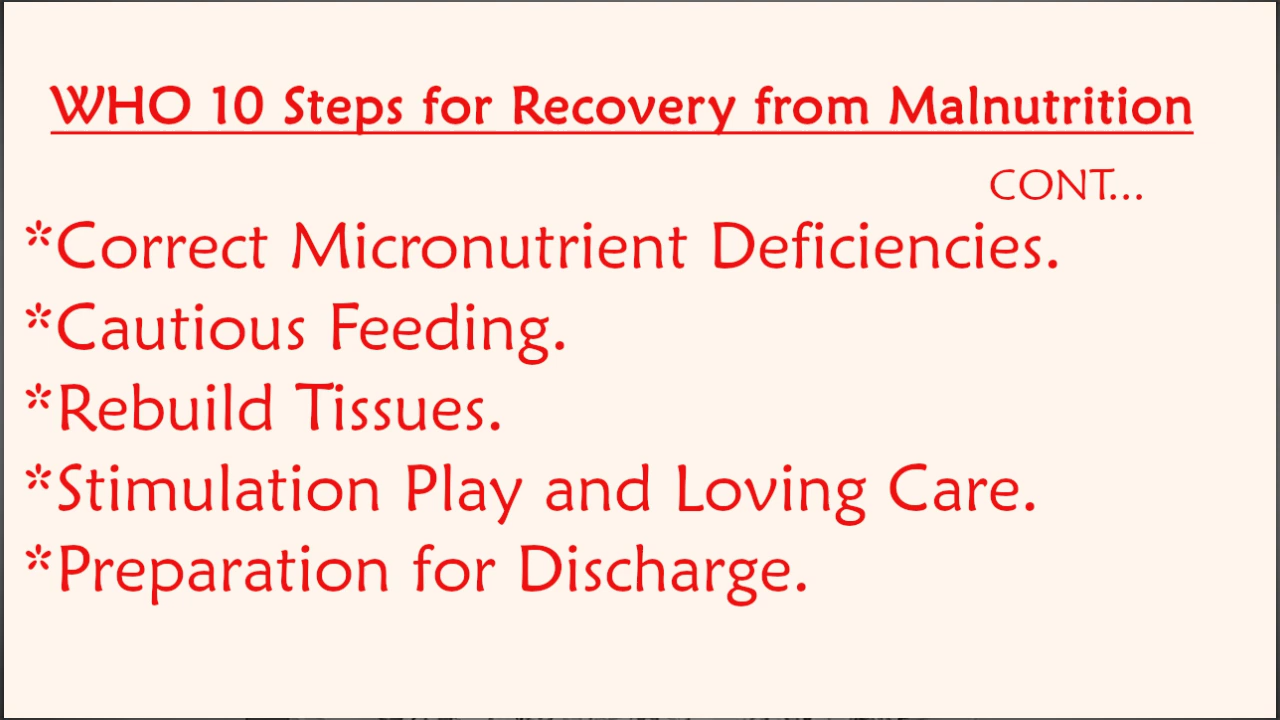 WHO 10 Steps for Recovery from Malnutrition
CONT...
*Correct Micronutrient Deficiencies.
*Cautious Feeding.
*Rebuild Tissues.
*Stimulation Play and Loving Care.
*Preparation for Discharge.